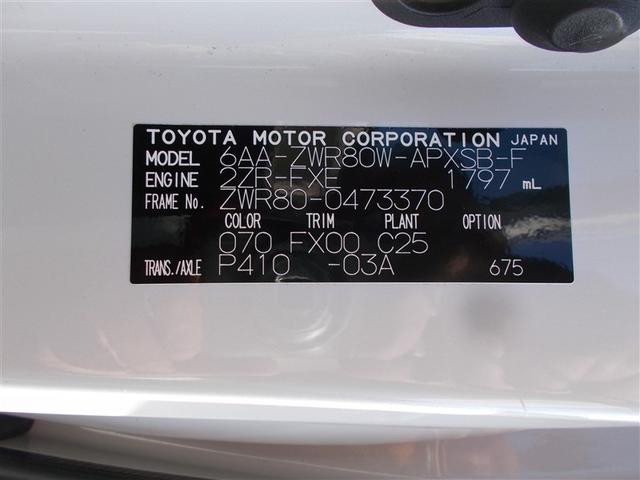 TOYOTA MOTOR CORPORATION JAPAN
MODEL 6AA-ZWR80W-APXSB-F
ENGINE 2ZR-FXE 1797 mL
FRAME No. ZWR80-0473370
COLOR TRIM PLANT OPTION
070 FX00 C25
TRANS./AXLE P410 -03A 675